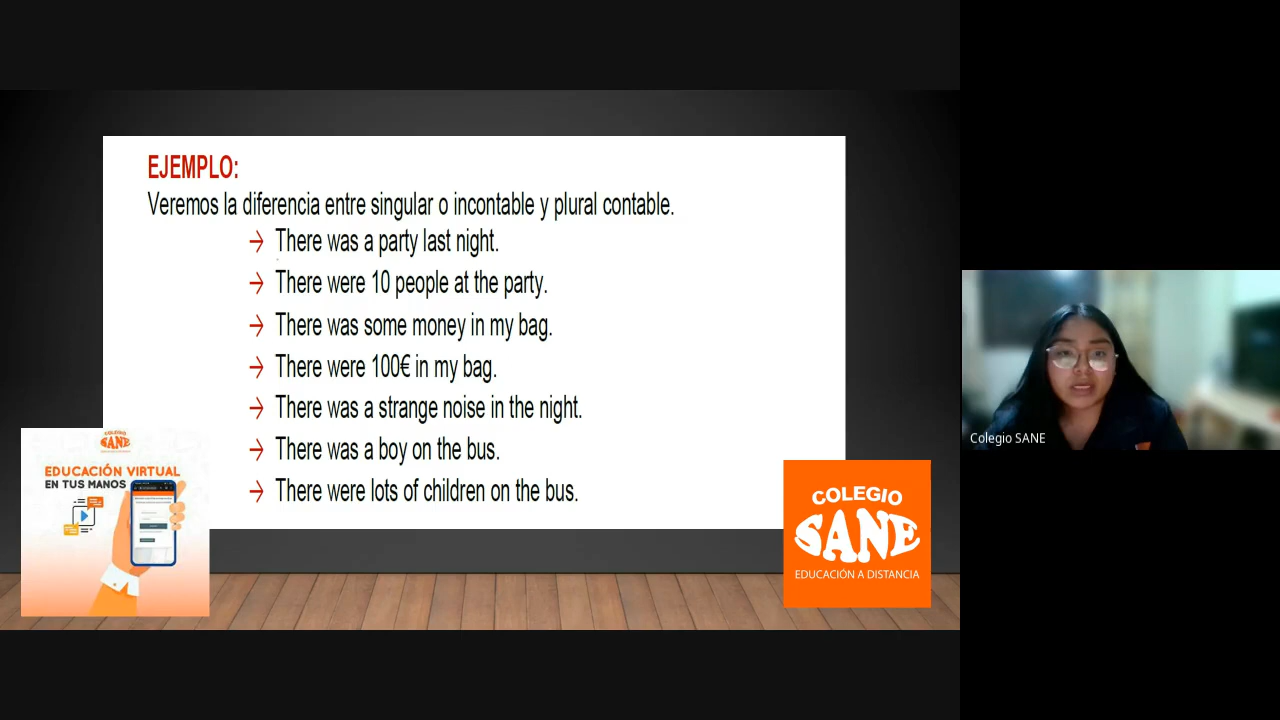 EJEMPLO:
Veremos la diferencia entre singular o incontable y plural contable.
→ There was a party last night.
→ There were 10 people at the party.
→ There was some money in my bag.
→ There were 100€ in my bag.
→ There was a strange noise in the night.
→ There was a boy on the bus.
→ There were lots of children on the bus.
COLEGIO
SANE
EDUCACIÓN VIRTUAL
EN TUS MANOS
COLEGIO
SANE
EDUCACIÓN A DISTANCIA
Colegio SANE